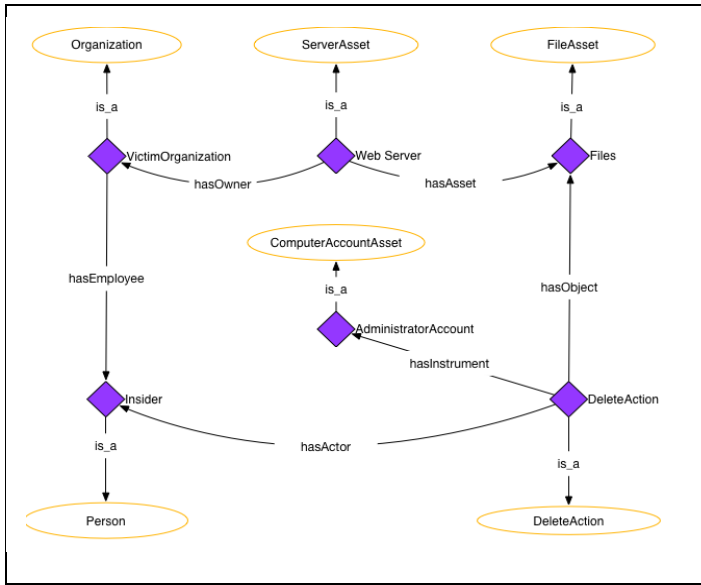 Organization
ServerAsset
FileAsset
is_a
is_a
is_a
VictimOrganization
Web Server
Files
hasOwner
hasAsset
ComputerAccountAsset
hasEmployee
is_a
hasObject
AdministratorAccount
hasInstrument
Insider
DeleteAction
is_a
hasActor
is_a
Person
DeleteAction